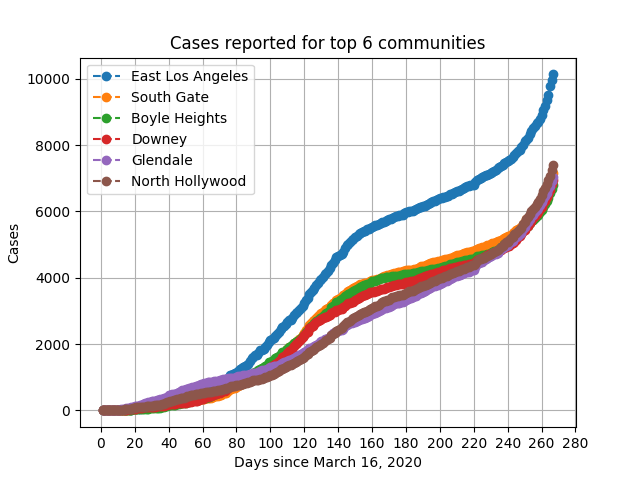 Cases reported for top 6 communities
East Los Angeles
South Gate
Boyle Heights
Downey
Glendale
North Hollywood
10000
8000
6000
4000
2000
0
Cases
0 20 40 60 80 100 120 140 160 180 200 220 240 260 280
Days since March 16, 2020